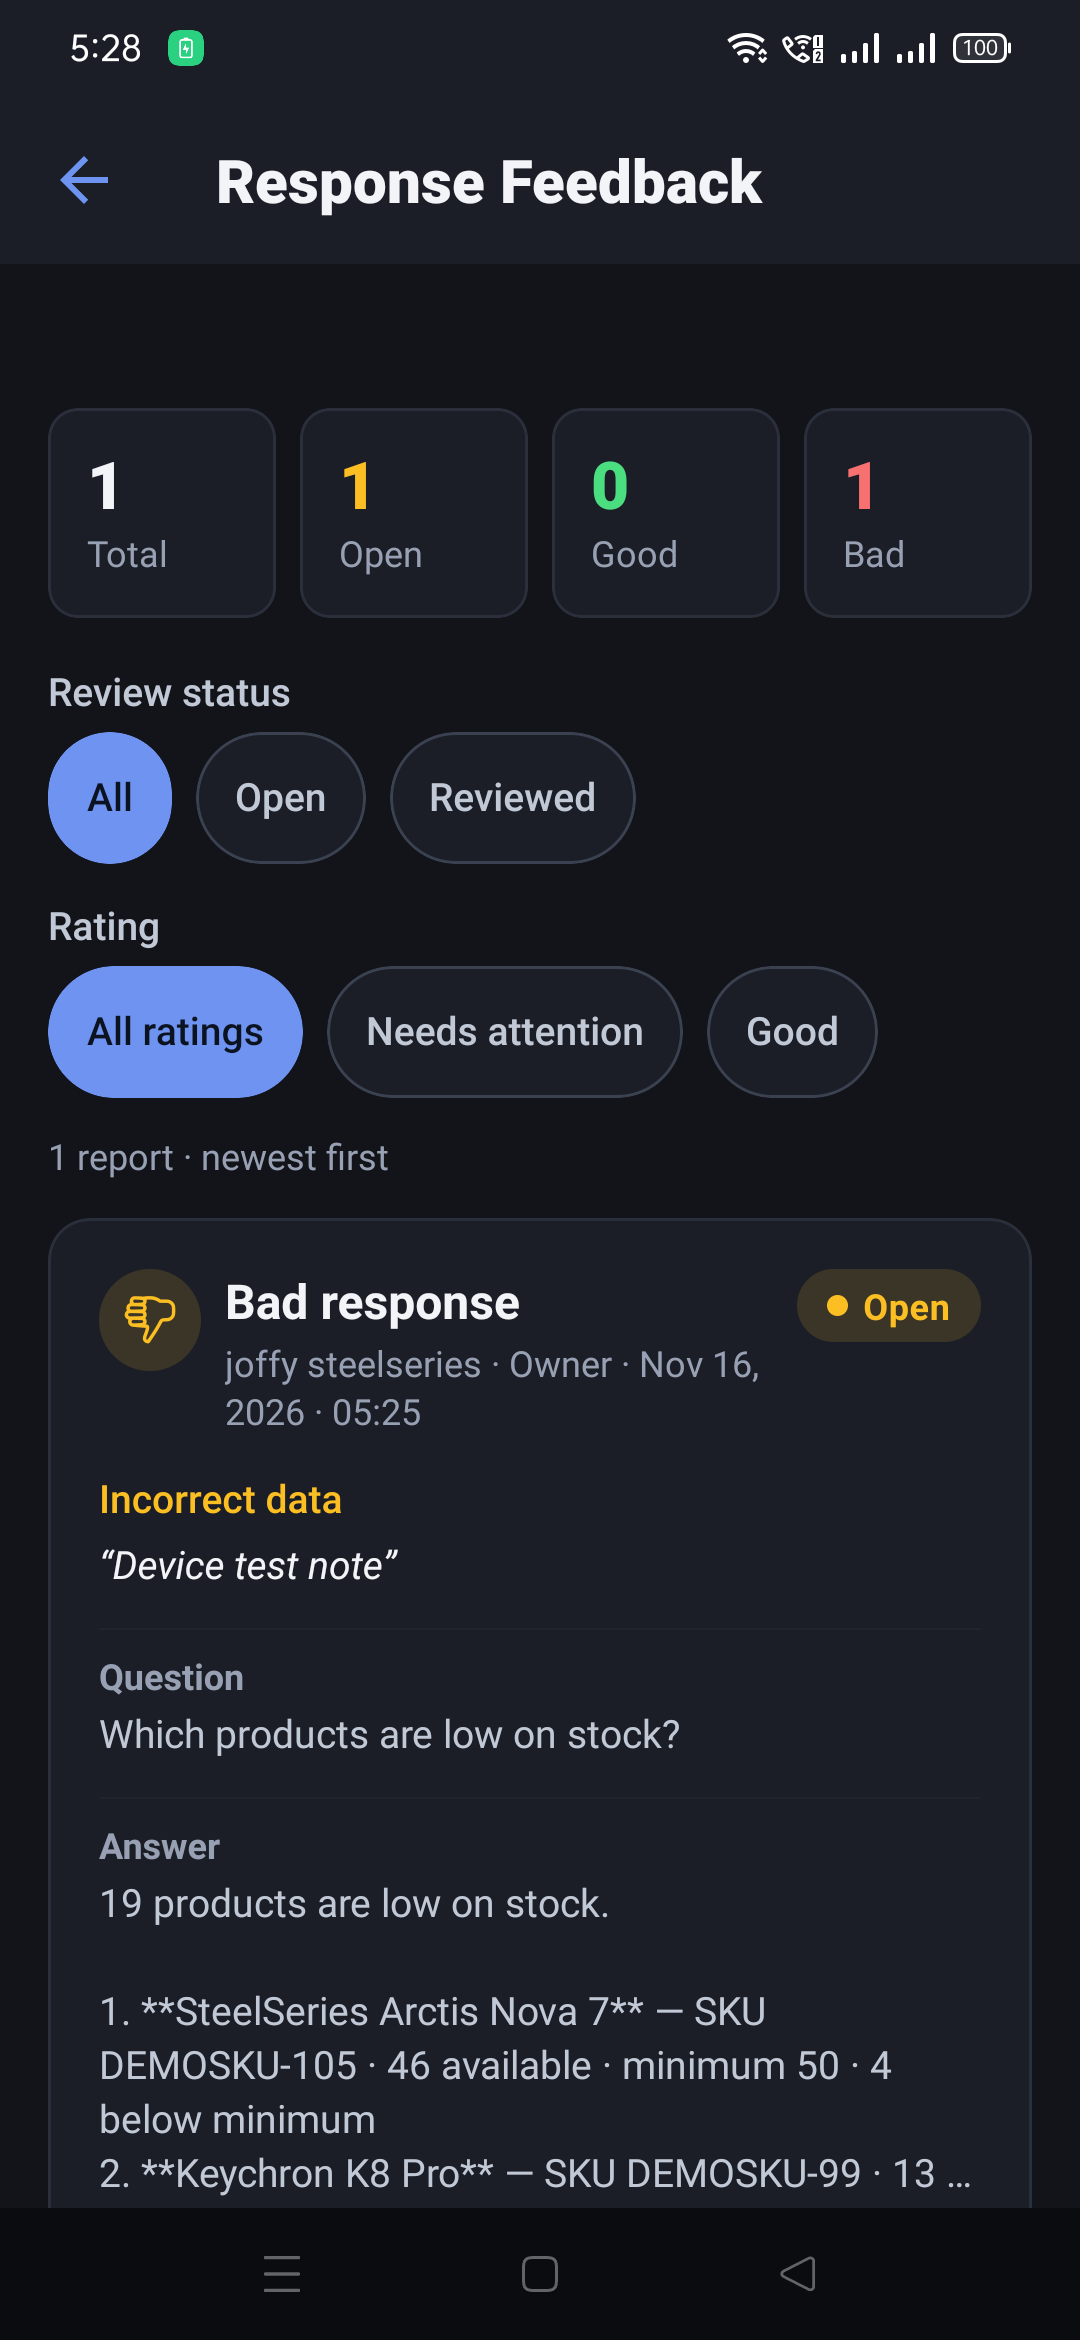 5:28
100
Response Feedback
1
Total
1
Open
0
Good
1
Bad
Review status
All
Open
Reviewed
Rating
All ratings
Needs attention
Good
1 report · newest first
Bad response
Open
joffy steelseries · Owner · Nov 16,
2026 · 05:25
Incorrect data
“Device test note”
Question
Which products are low on stock?
Answer
19 products are low on stock.
1. **SteelSeries Arctis Nova 7** — SKU
DEMOSKU-105 · 46 available · minimum 50 · 4
below minimum
2. **Keychron K8 Pro** — SKU DEMOSKU-99 · 13 ...